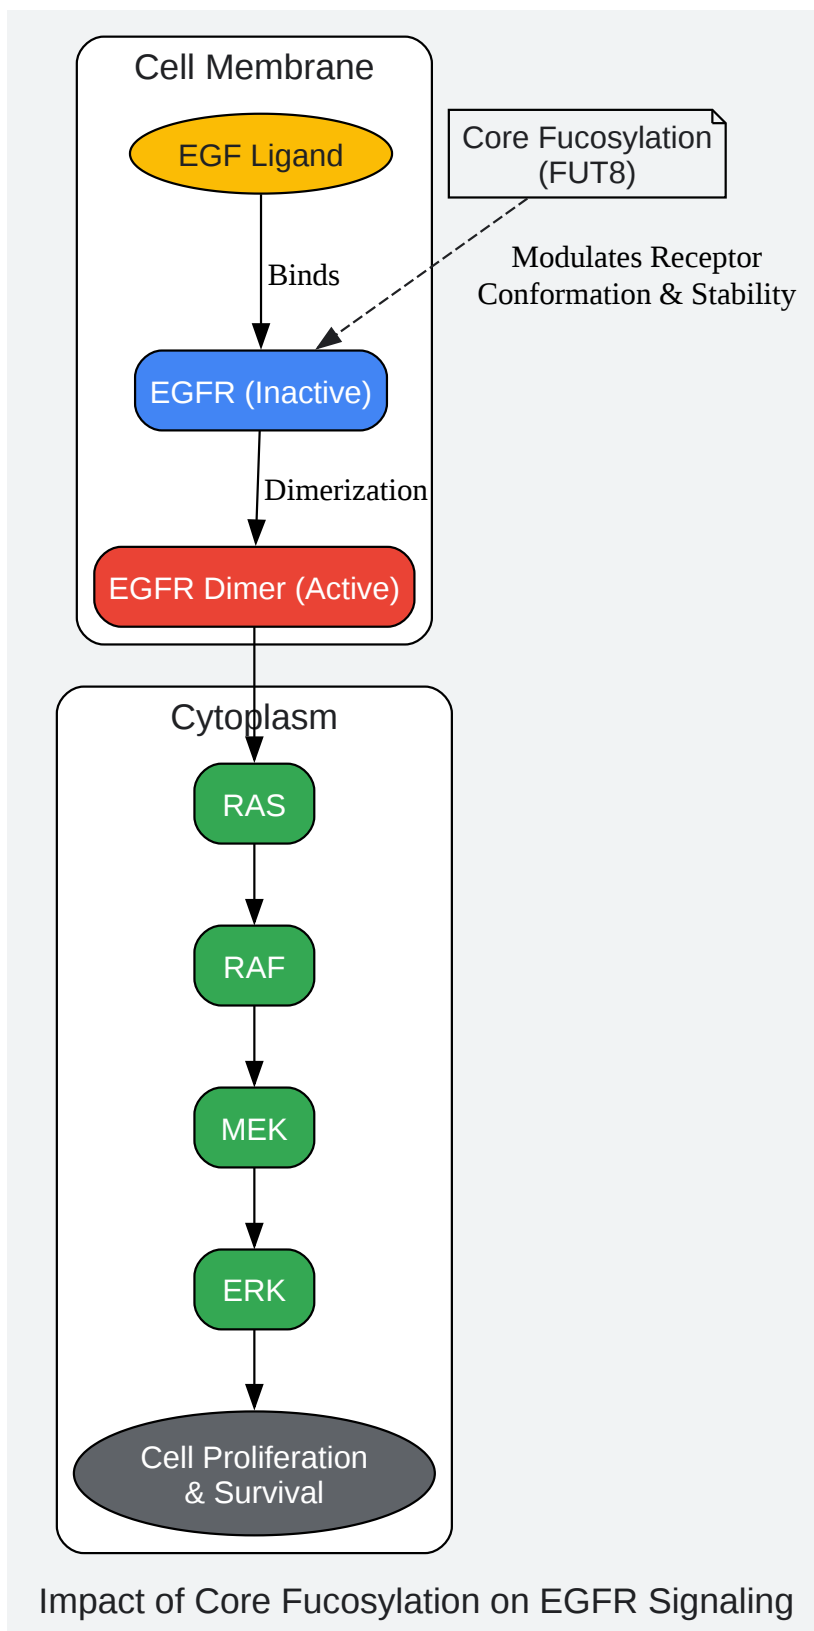 Cell Membrane
EGF Ligand
Core Fucosylation
(FUT8)
Binds
Modulates Receptor
Conformation & Stability
EGFR (Inactive)
Dimerization
EGFR Dimer (Active)
Cytoplasm
RAS
RAF
MEK
ERK
Cell Proliferation
& Survival
Impact of Core Fucosylation on EGFR Signaling